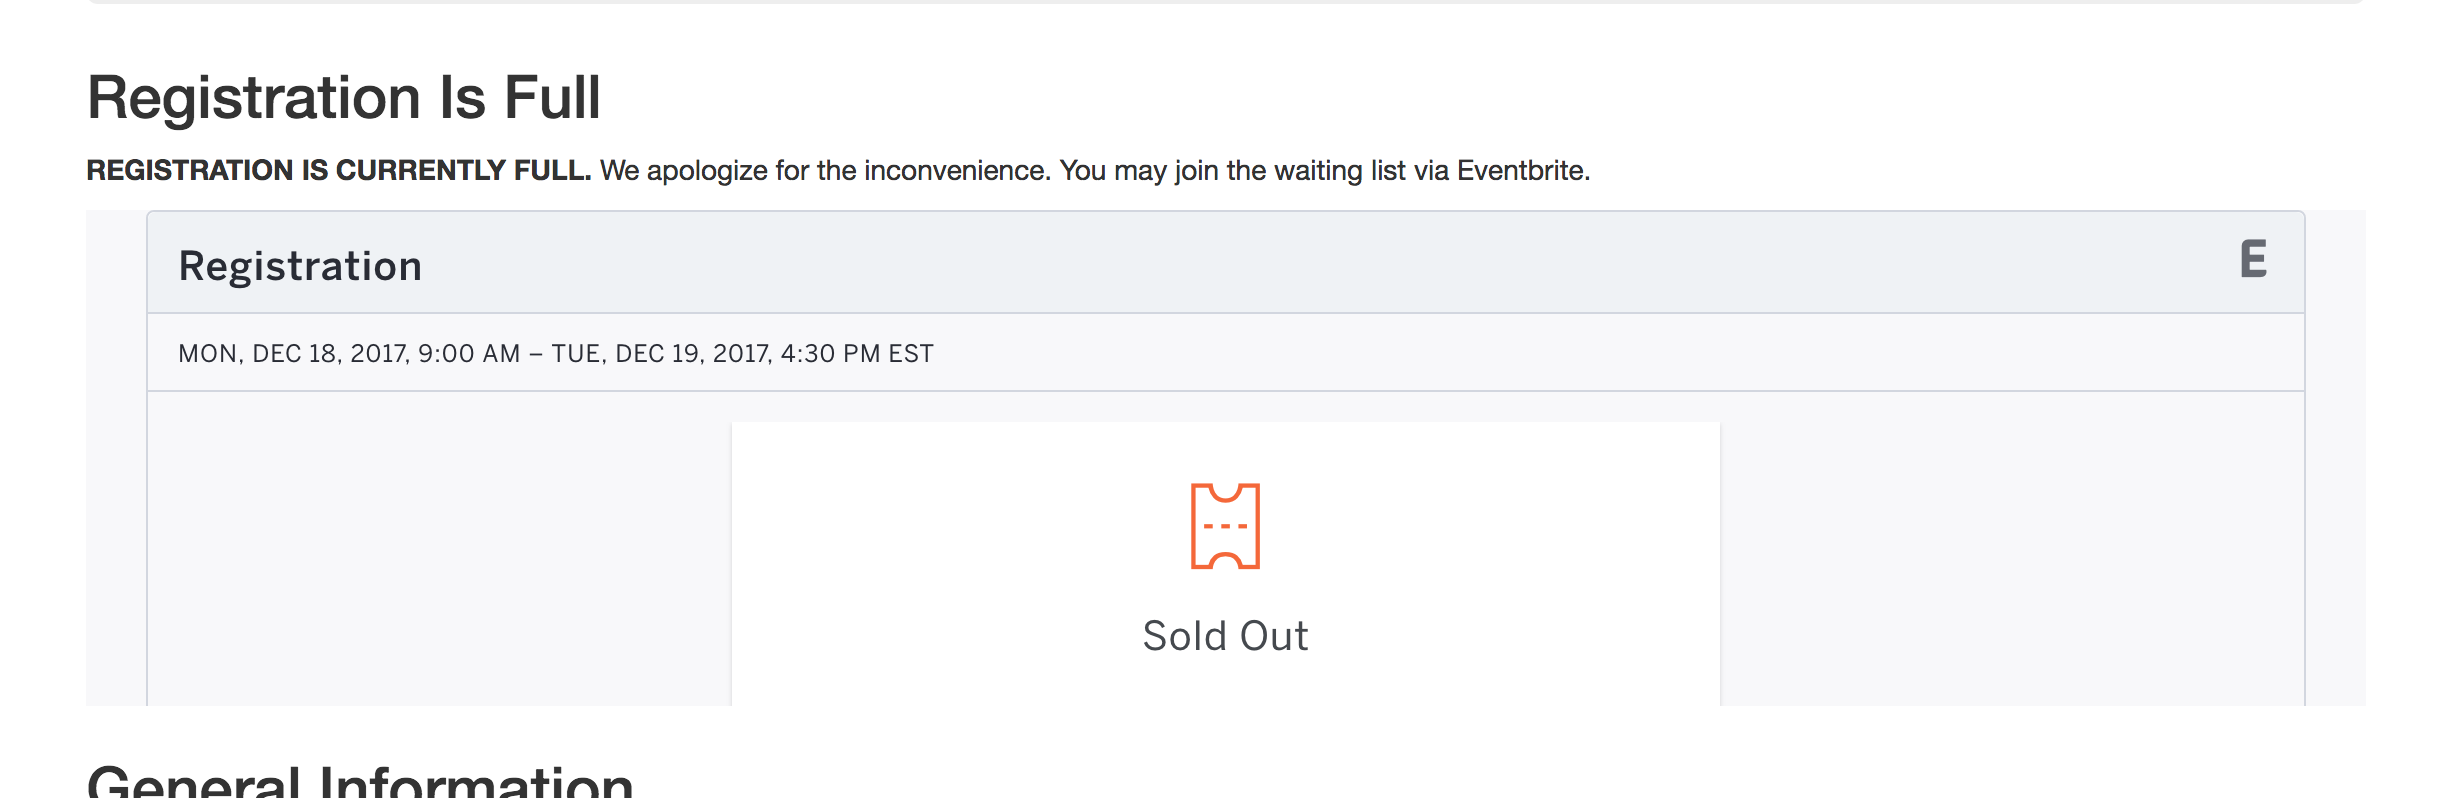 Registration Is Full
REGISTRATION IS CURRENTLY FULL. We apologize for the inconvenience. You may join the waiting list via Eventbrite.
Registration
E
MON, DEC 18, 2017, 9:00 AM – TUE, DEC 19, 2017, 4:30 PM EST
Sold Out
General Information